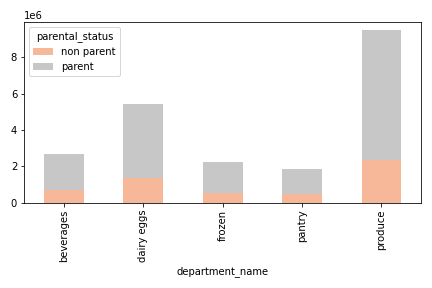 1e6
parental_status
non parent
parent
8
6
4
2
0
beverages
dairy eggs
frozen
pantry
produce
department_name